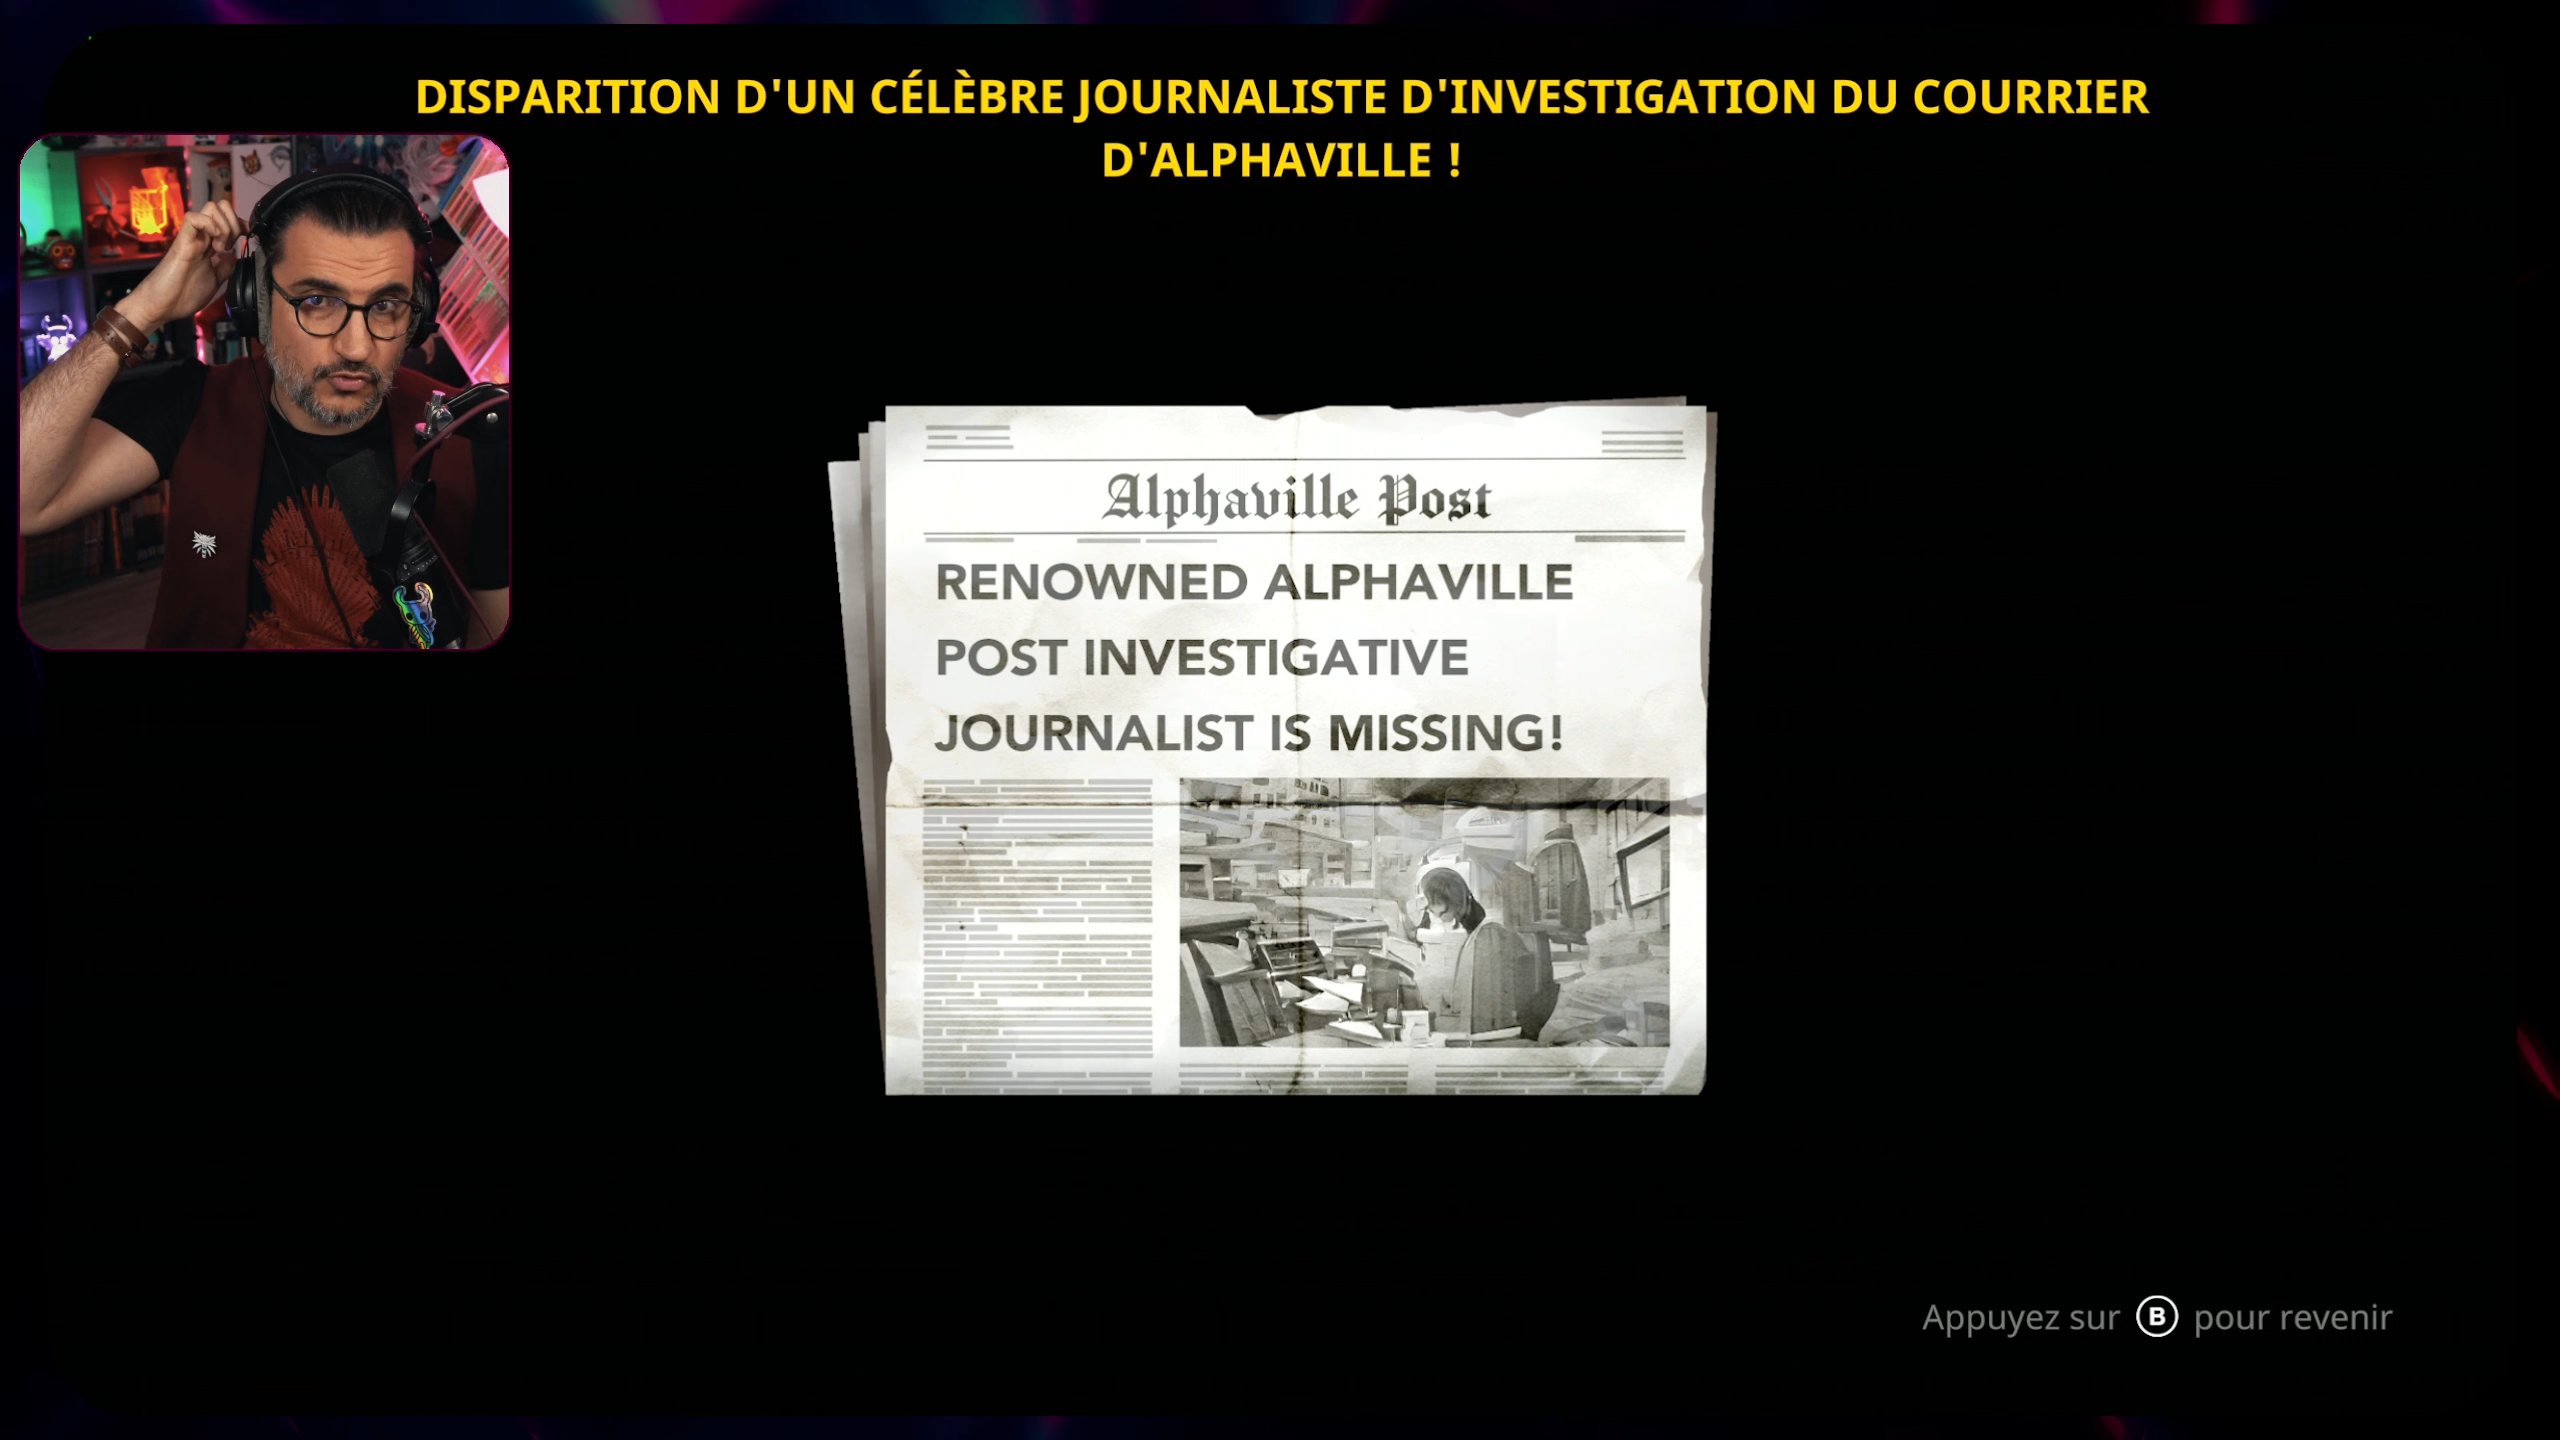 DISPARITION D'UN CÉLÈBRE JOURNALISTE D'INVESTIGATION DU COURRIER
D'ALPHAVILLE !
Alphaville Post
RENOWNED ALPHAVILLE
POST INVESTIGATIVE
JOURNALIST IS MISSING!
Appuyez sur B pour revenir